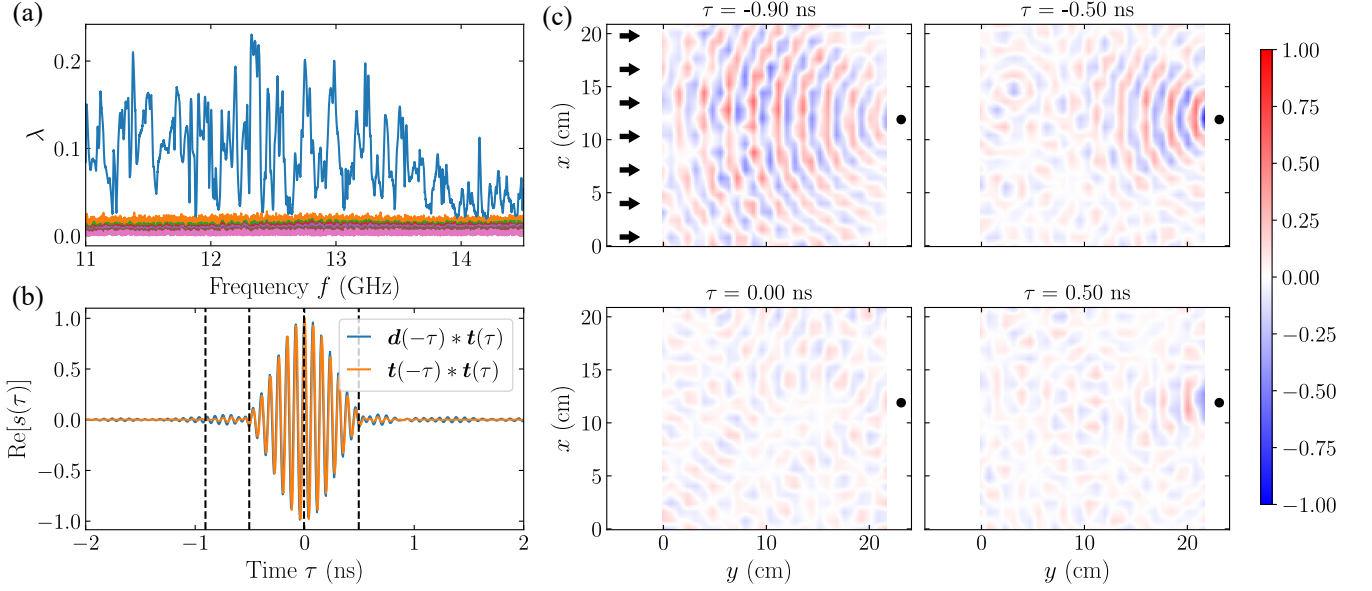 (a)
λ
0.2
0.1
0.0
11
12
13
14
Frequency f (GHz)
(b)
Re[s(τ)]
1.0
0.5
0.0
−0.5
−1.0
d(−τ) ∗ t(τ)
t(−τ) ∗ t(τ)
−2
−1
0
1
2
Time τ (ns)
(c)
τ = -0.90 ns
τ = -0.50 ns
x (cm)
20
15
10
5
0
τ = 0.00 ns
τ = 0.50 ns
x (cm)
20
15
10
5
0
0
10
20
0
10
20
y (cm)
y (cm)
1.00
0.75
0.50
0.25
0.00
−0.25
−0.50
−0.75
−1.00